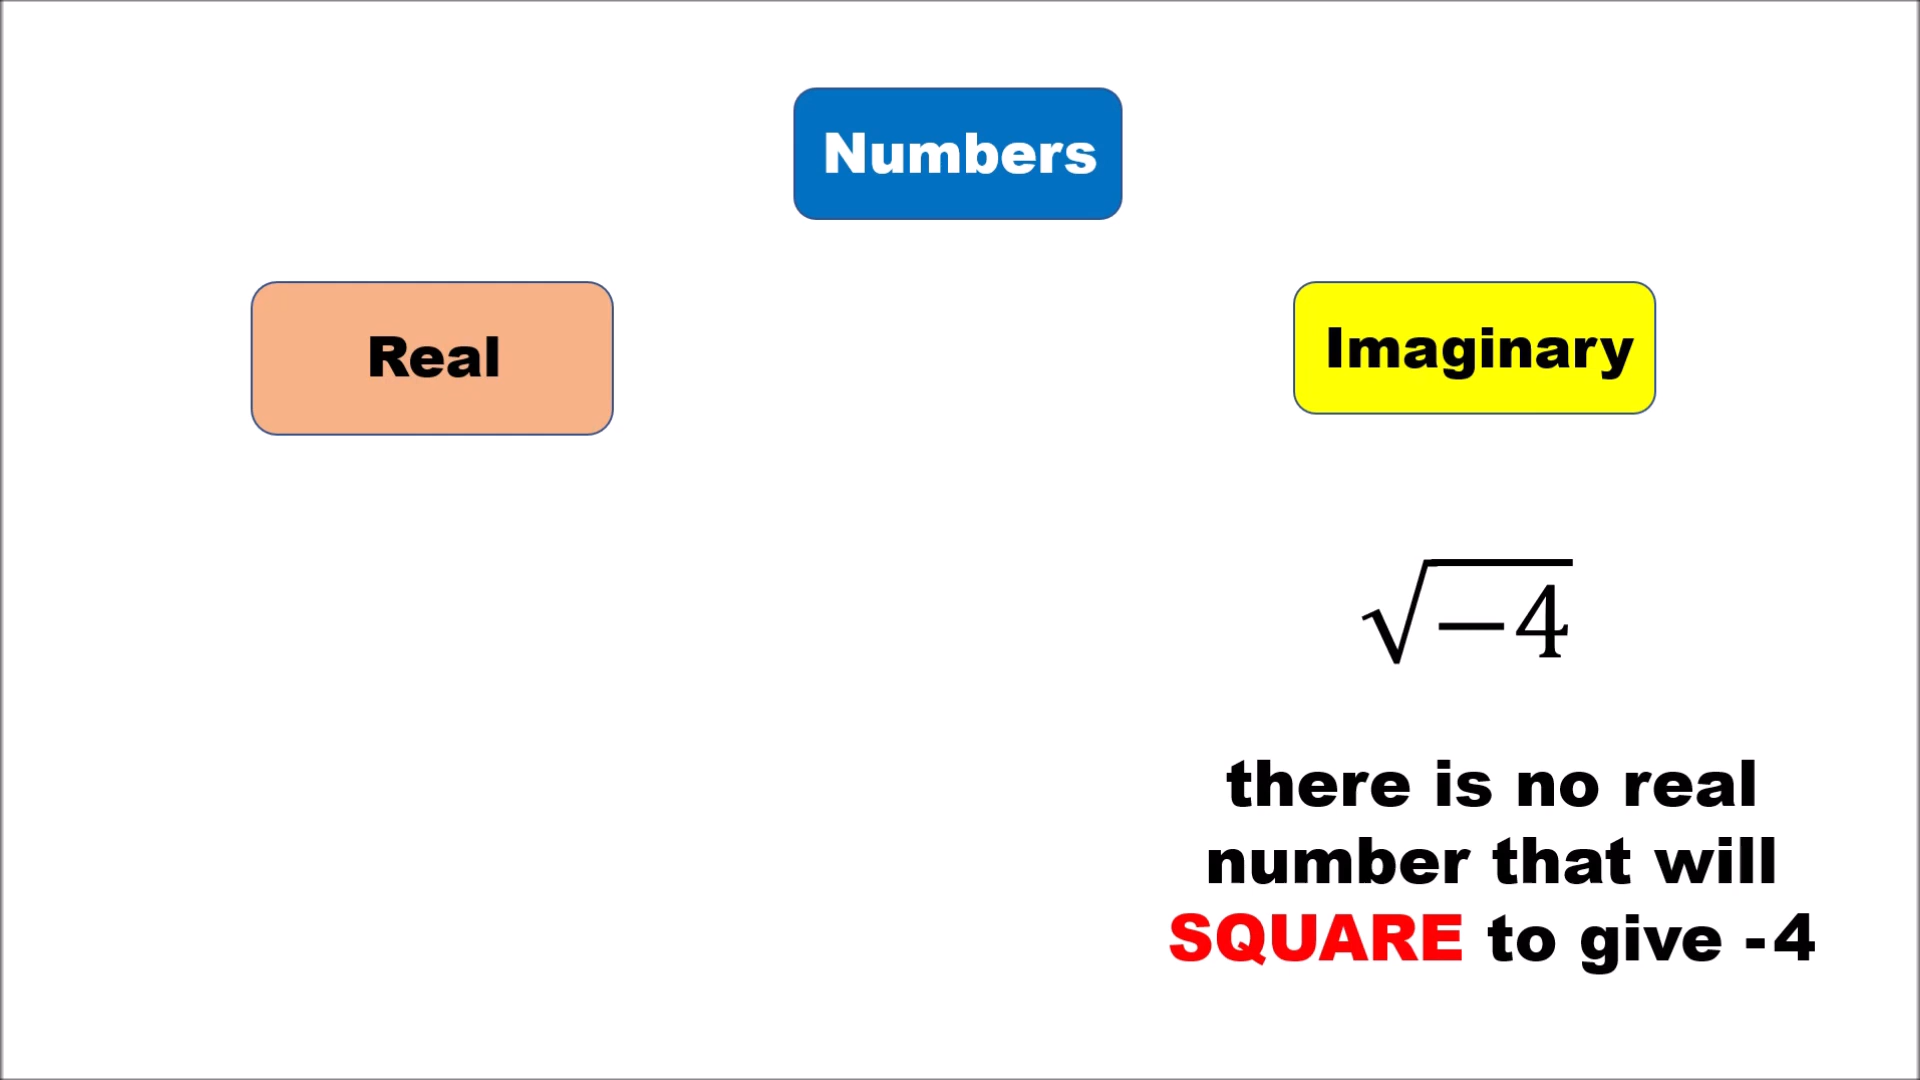 Numbers
Real
Imaginary
√−4
there is no real
number that will
SQUARE to give -4